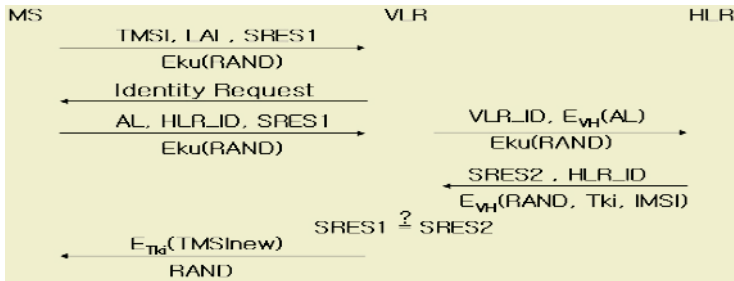 MS VLR HLR
TMSI, LAI , SRES1
Eku(RAND)
Identity Request
AL, HLR_ID, SRES1
Eku(RAND)
VLR_ID, E_VH(AL)
Eku(RAND)
SRES2 , HLR_ID
E_VH(RAND, Tki, IMSI)
SRES1 ≟ SRES2
E_Tki(TMSInew)
RAND